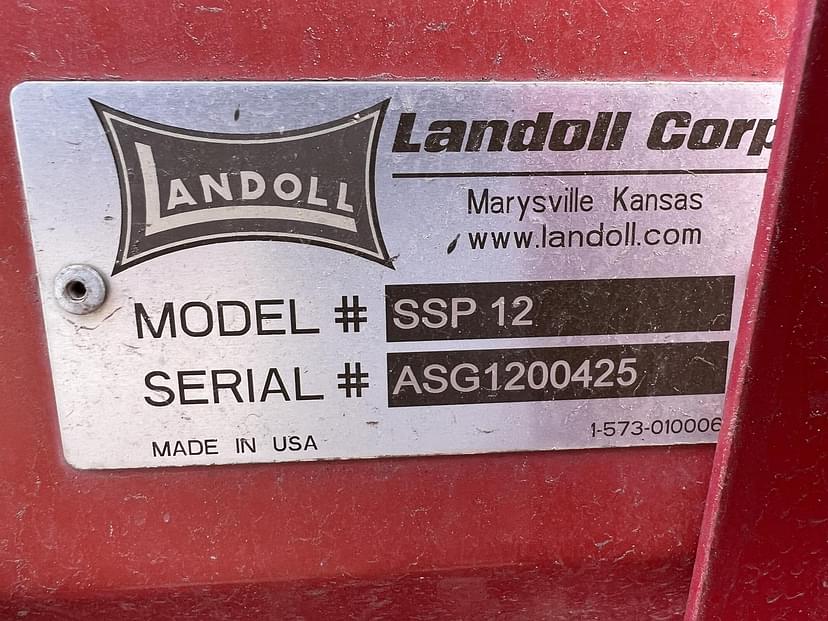 LANDOLL
Landoll Corp
Marysville Kansas
www.landoll.com
MODEL # SSP 12
SERIAL # ASG1200425
MADE IN USA
1-573-010006